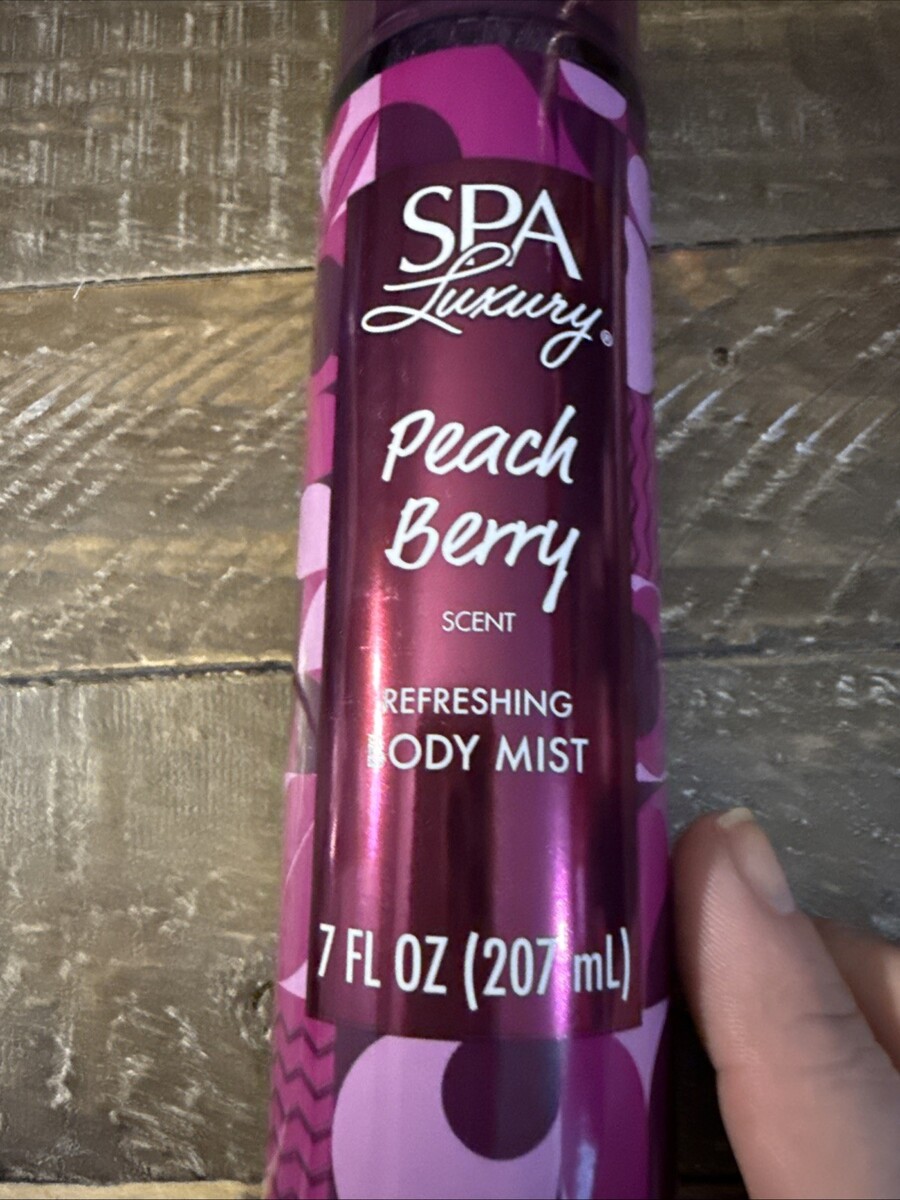 SPA
Luxury®
Peach
Berry
SCENT
REFRESHING
BODY MIST
7 FL OZ (207 mL)